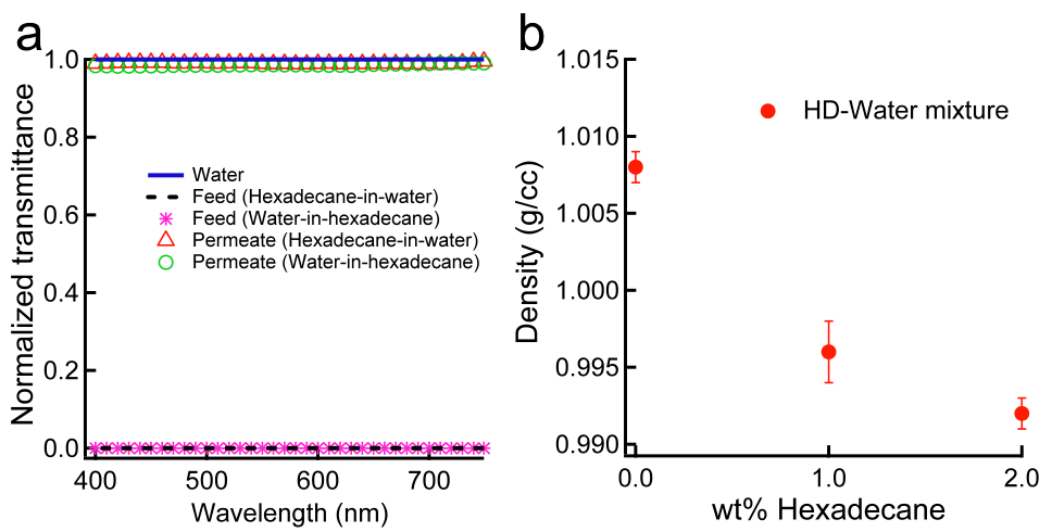 a
1.0
0.8
0.6
0.4
0.2
0.0
Normalized transmittance
Water
Feed (Hexadecane-in-water)
Feed (Water-in-hexadecane)
Permeate (Hexadecane-in-water)
Permeate (Water-in-hexadecane)
400
500
600
700
Wavelength (nm)
b
1.015
1.010
1.005
1.000
0.995
0.990
Density (g/cc)
HD-Water mixture
0.0
1.0
2.0
wt% Hexadecane